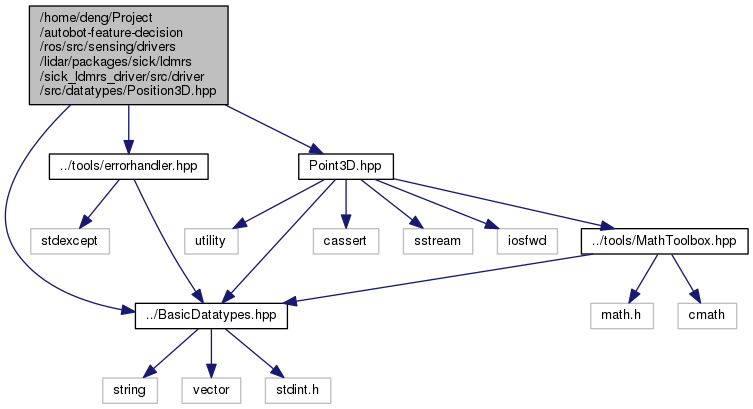 /home/deng/Project
/autobot-feature-decision
/ros/src/sensing/drivers
/lidar/packages/sick/ldmrs
/sick_ldmrs_driver/src/driver
/src/datatypes/Position3D.hpp
../tools/errorhandler.hpp
Point3D.hpp
stdexcept
utility
cassert
sstream
iosfwd
../tools/MathToolbox.hpp
../BasicDatatypes.hpp
math.h
cmath
string
vector
stdint.h